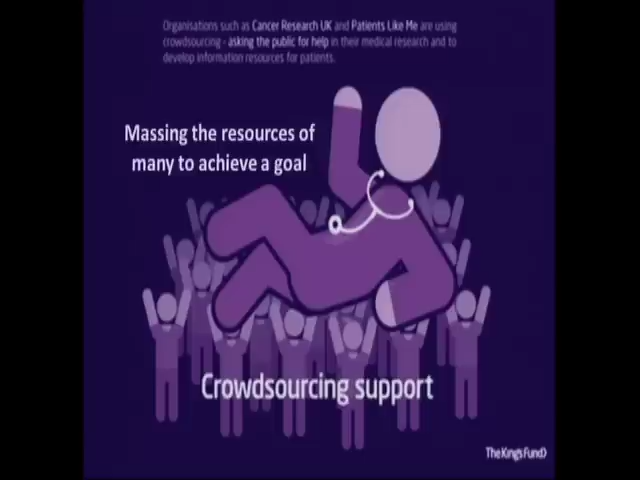 Organisations such as Cancer Research UK and Patients Like Me are using
crowdsourcing - asking the public for help in their medical research and to
develop information resources for patients.
Massing the resources of
many to achieve a goal
Crowdsourcing support
TheKing'sFund>